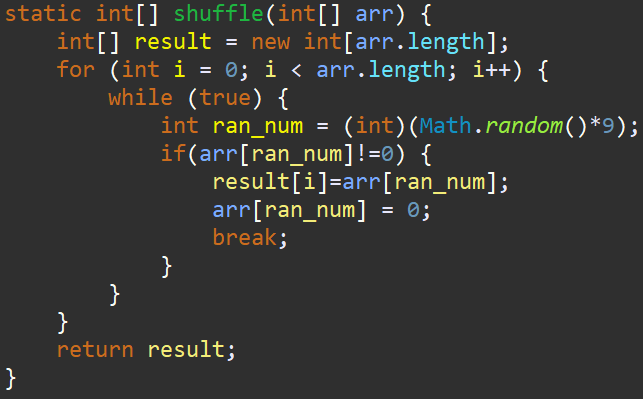 static int[] shuffle(int[] arr) {
    int[] result = new int[arr.length];
    for (int i = 0; i < arr.length; i++) {
        while (true) {
            int ran_num = (int)(Math.random()*9);
            if(arr[ran_num]!=0) {
                result[i]=arr[ran_num];
                arr[ran_num] = 0;
                break;
            }
        }
    }
    return result;
}